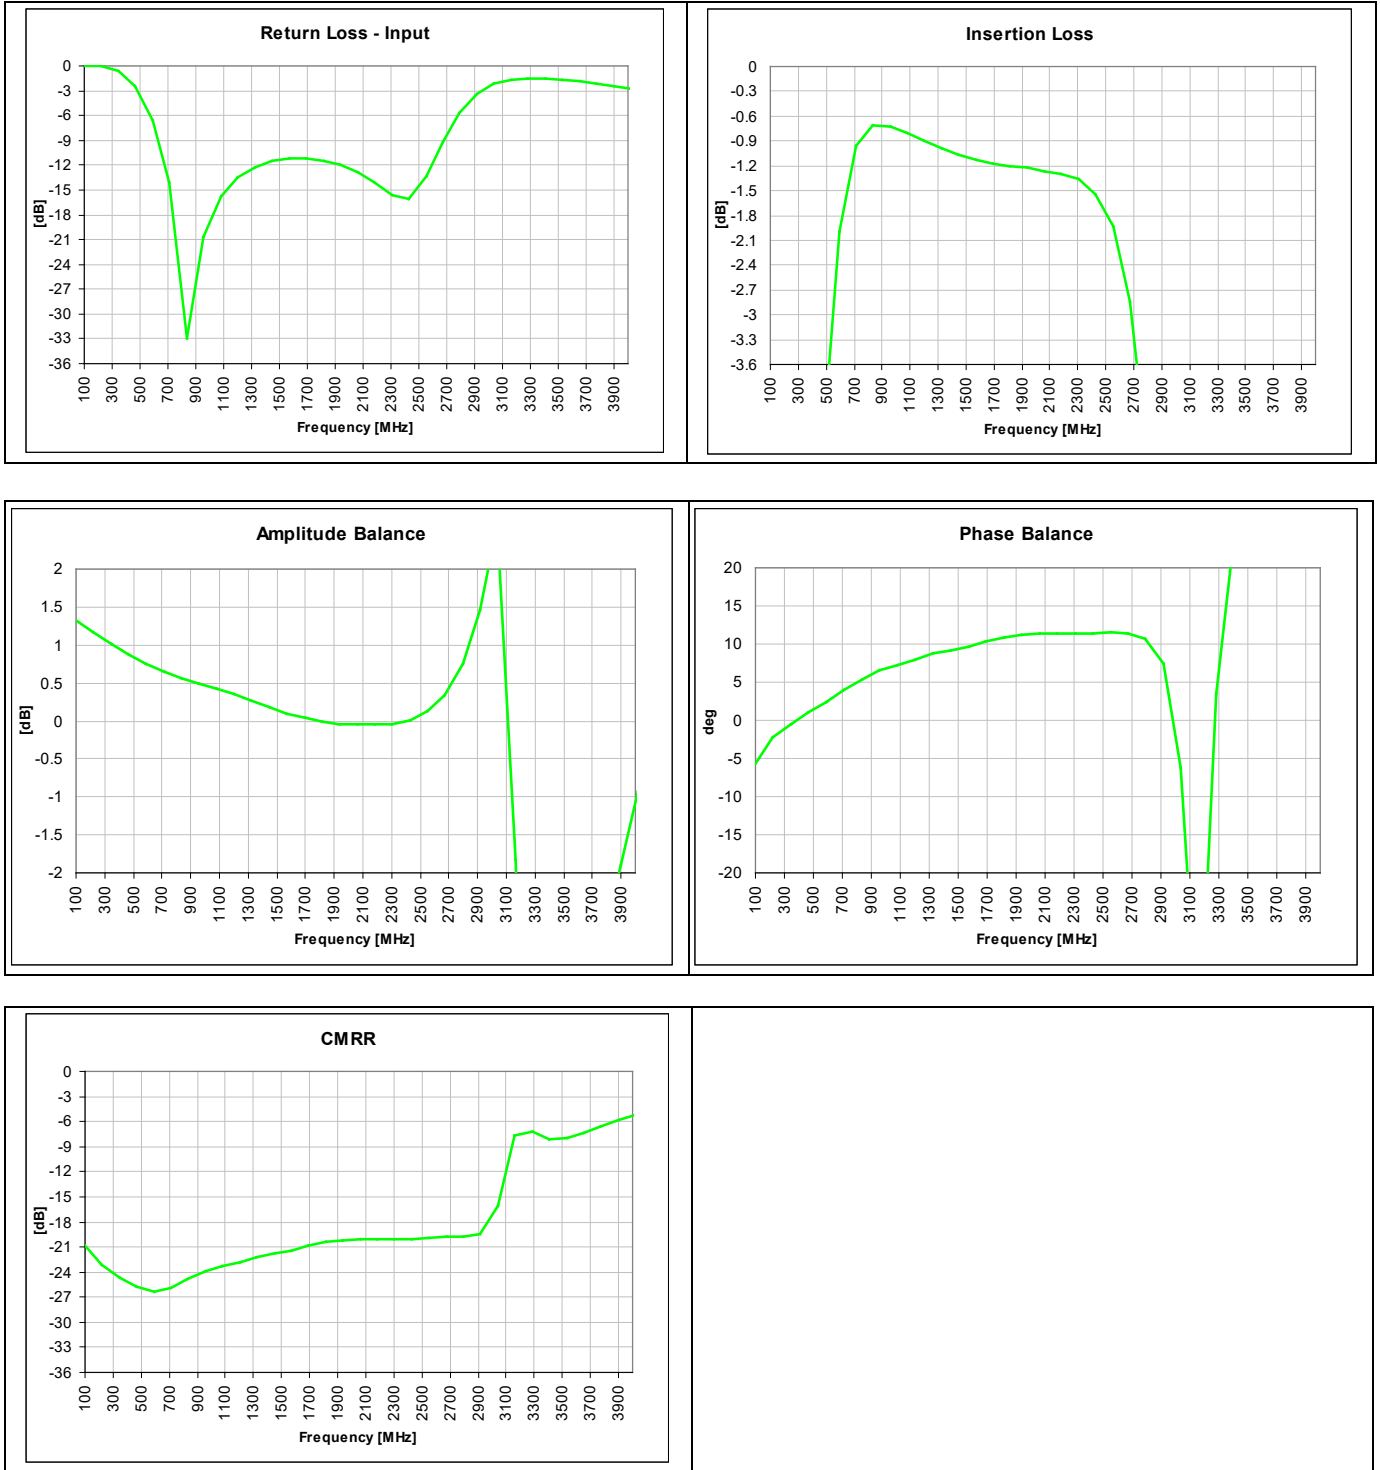 Return Loss - Input
0
-3
-6
-9
-12
-15
-18
-21
-24
-27
-30
-33
-36
[dB]
100 300 500 700 900 1100 1300 1500 1700 1900 2100 2300 2500 2700 2900 3100 3300 3500 3700 3900
Frequency [MHz]
Insertion Loss
0
-0.3
-0.6
-0.9
-1.2
-1.5
-1.8
-2.1
-2.4
-2.7
-3
-3.3
-3.6
[dB]
100 300 500 700 900 1100 1300 1500 1700 1900 2100 2300 2500 2700 2900 3100 3300 3500 3700 3900
Frequency [MHz]
Amplitude Balance
2
1.5
1
0.5
0
-0.5
-1
-1.5
-2
[dB]
100 300 500 700 900 1100 1300 1500 1700 1900 2100 2300 2500 2700 2900 3100 3300 3500 3700 3900
Frequency [MHz]
Phase Balance
20
15
10
5
0
-5
-10
-15
-20
deg
100 300 500 700 900 1100 1300 1500 1700 1900 2100 2300 2500 2700 2900 3100 3300 3500 3700 3900
Frequency [MHz]
CMRR
0
-3
-6
-9
-12
-15
-18
-21
-24
-27
-30
-33
-36
[dB]
100 300 500 700 900 1100 1300 1500 1700 1900 2100 2300 2500 2700 2900 3100 3300 3500 3700 3900
Frequency [MHz]